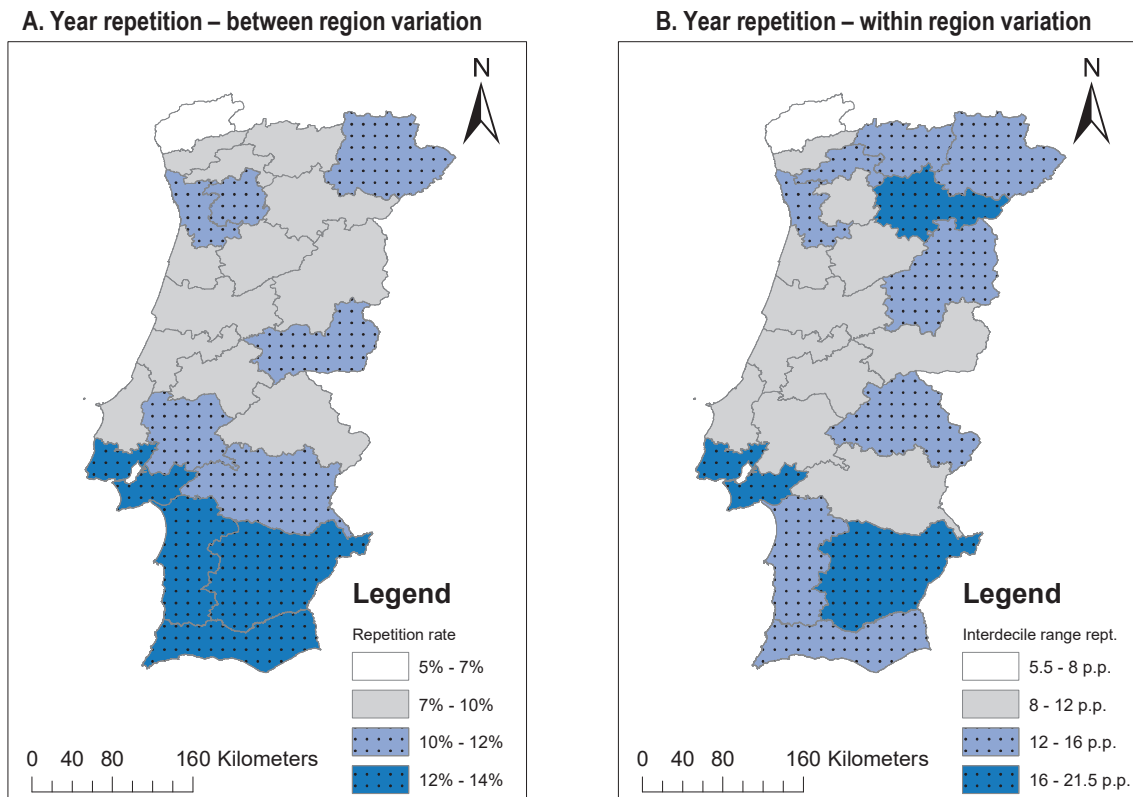 A. Year repetition – between region variation
N
Legend
Repetition rate
5% - 7%
7% - 10%
10% - 12%
12% - 14%
0 40 80 160 Kilometers
B. Year repetition – within region variation
N
Legend
Interdecile range rept.
5.5 - 8 p.p.
8 - 12 p.p.
12 - 16 p.p.
16 - 21.5 p.p.
0 40 80 160 Kilometers